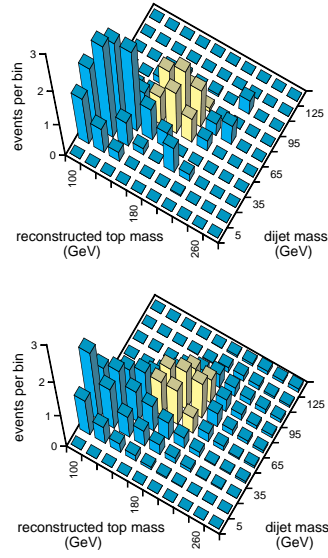 3
2
1
0
events per bin
100
180
260
reconstructed top mass
(GeV)
5
35
65
95
125
dijet mass
(GeV)
3
2
1
0
events per bin
100
180
260
reconstructed top mass
(GeV)
5
35
65
95
125
dijet mass
(GeV)